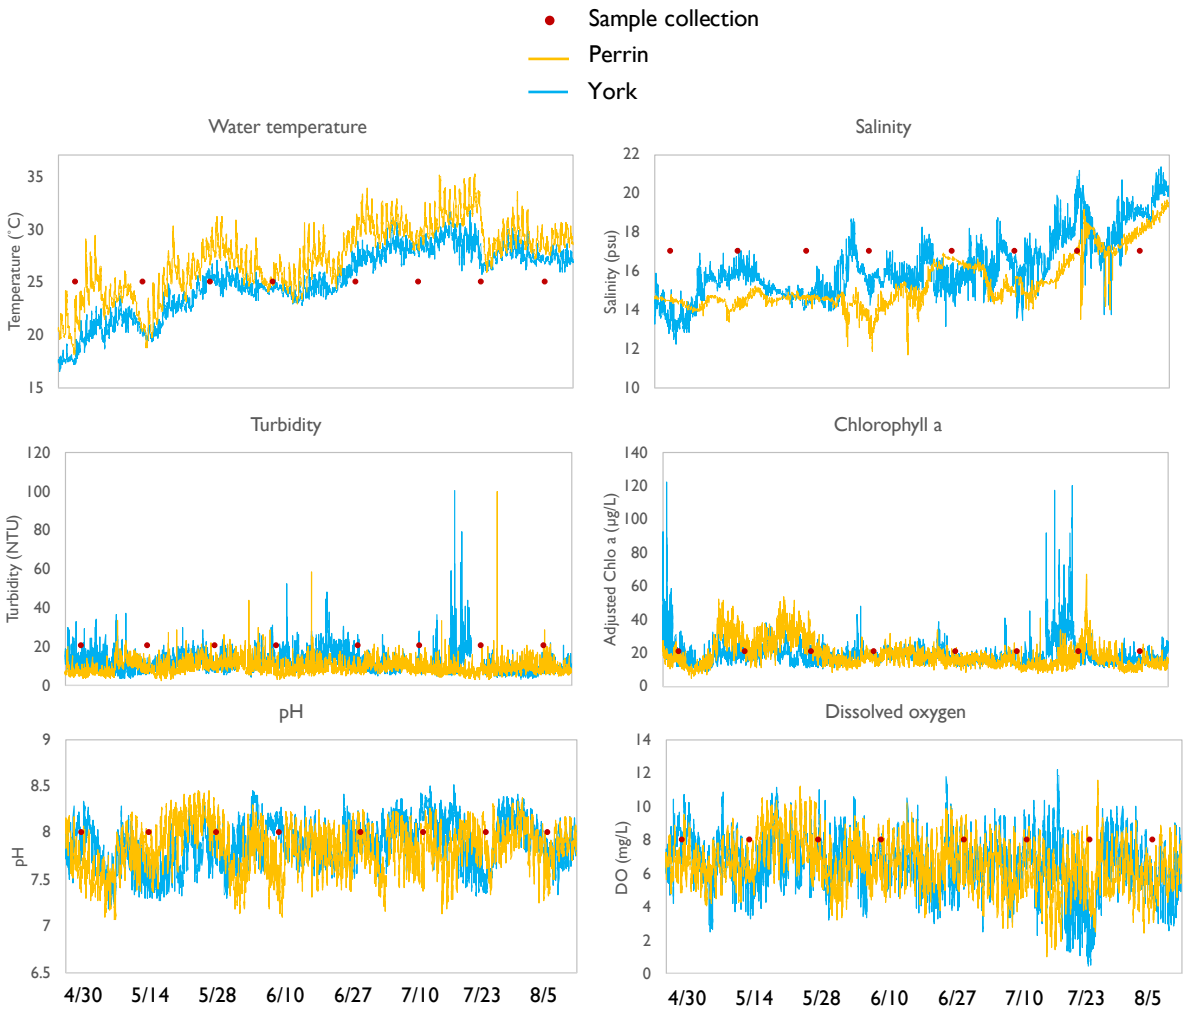 Sample collection
Perrin
York
Water temperature
Salinity
35
30
25
20
15
Temperature (˚C)
22
20
18
16
14
12
10
Salinity (psu)
Turbidity
Chlorophyll a
120
100
80
60
40
20
0
Turbidity (NTU)
140
120
100
80
60
40
20
0
Adjusted Chlo a (µg/L)
pH
Dissolved oxygen
9
8.5
8
7.5
7
6.5
pH
14
12
10
8
6
4
2
0
DO (mg/L)
4/30 5/14 5/28 6/10 6/27 7/10 7/23 8/5
4/30 5/14 5/28 6/10 6/27 7/10 7/23 8/5